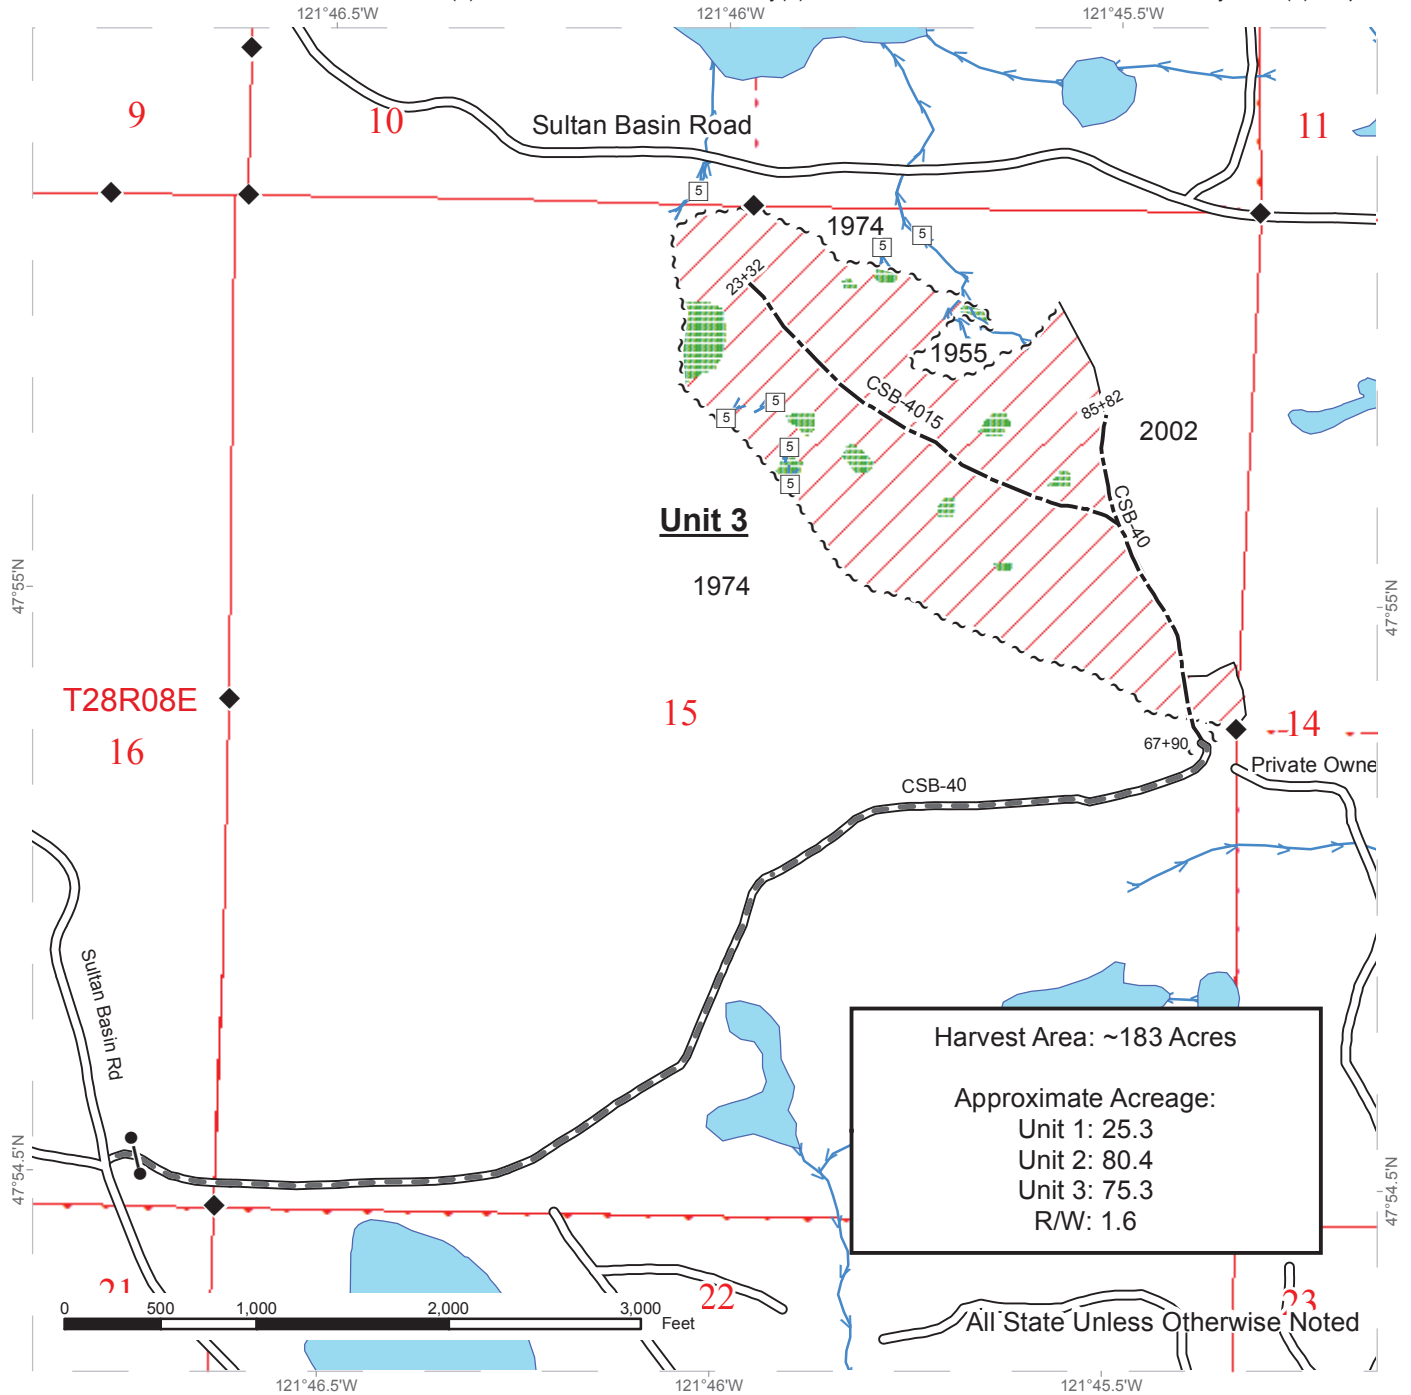 121°46.5'W
121°46'W
121°45.5'W
9
10
11
Sultan Basin Road
5
1974
5
5
23+32
1955
CSB-4015
85+82
2002
5
5
5
5
CSB-40
Unit 3
1974
47°55'N
47°55'N
T28R08E
16
15
14
67+90
Private Owne
CSB-40
Sultan Basin Rd
Harvest Area: ~183 Acres
Approximate Acreage:
Unit 1: 25.3
Unit 2: 80.4
Unit 3: 75.3
R/W: 1.6
47°54.5'N
47°54.5'N
21
22
23
0 500 1,000 2,000 3,000
Feet
All State Unless Otherwise Noted
121°46.5'W
121°46'W
121°45.5'W